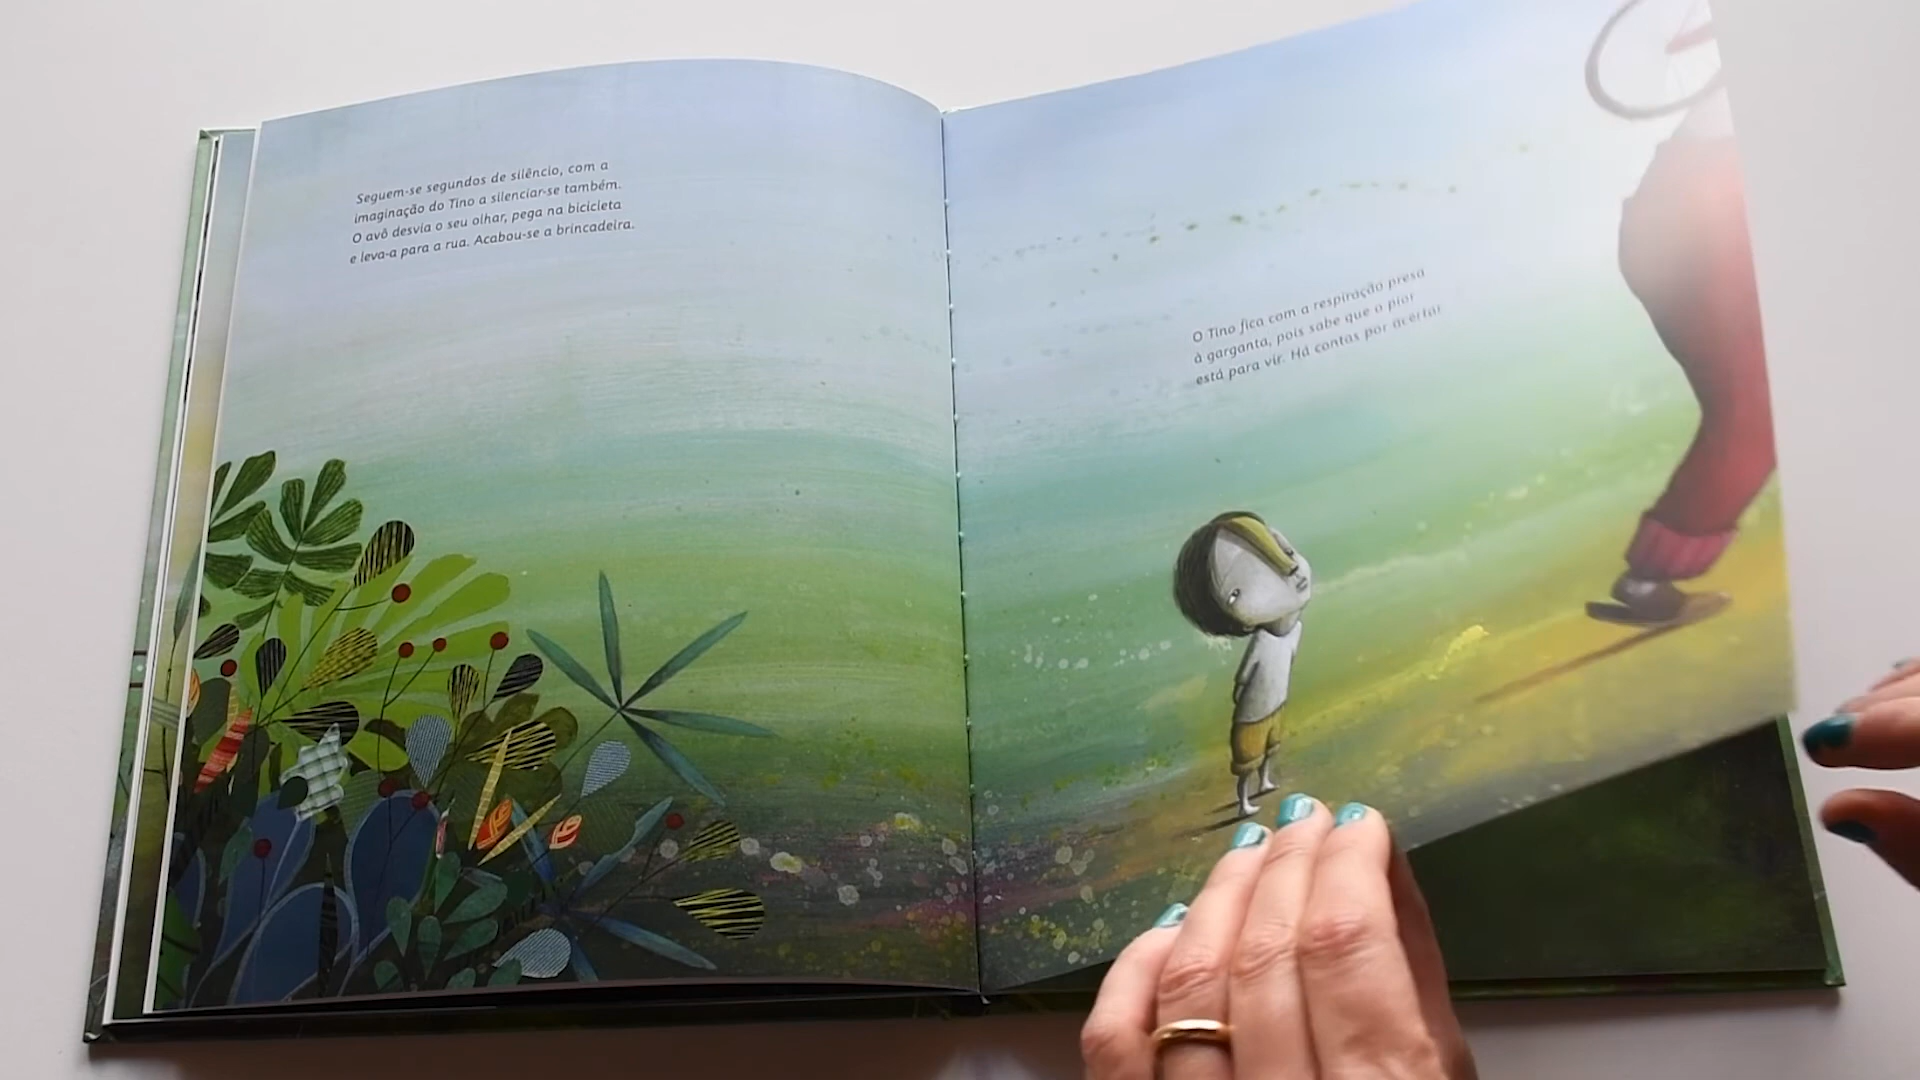 Seguem-se segundos de silêncio, com a
imaginação do Tino a silenciar-se também.
O avô desvia o seu olhar, pega na bicicleta
e leva-a para a rua. Acabou-se a brincadeira.
O Tino fica com a respiração presa
à garganta, pois sabe que o pior
está para vir. Há contas por acertar